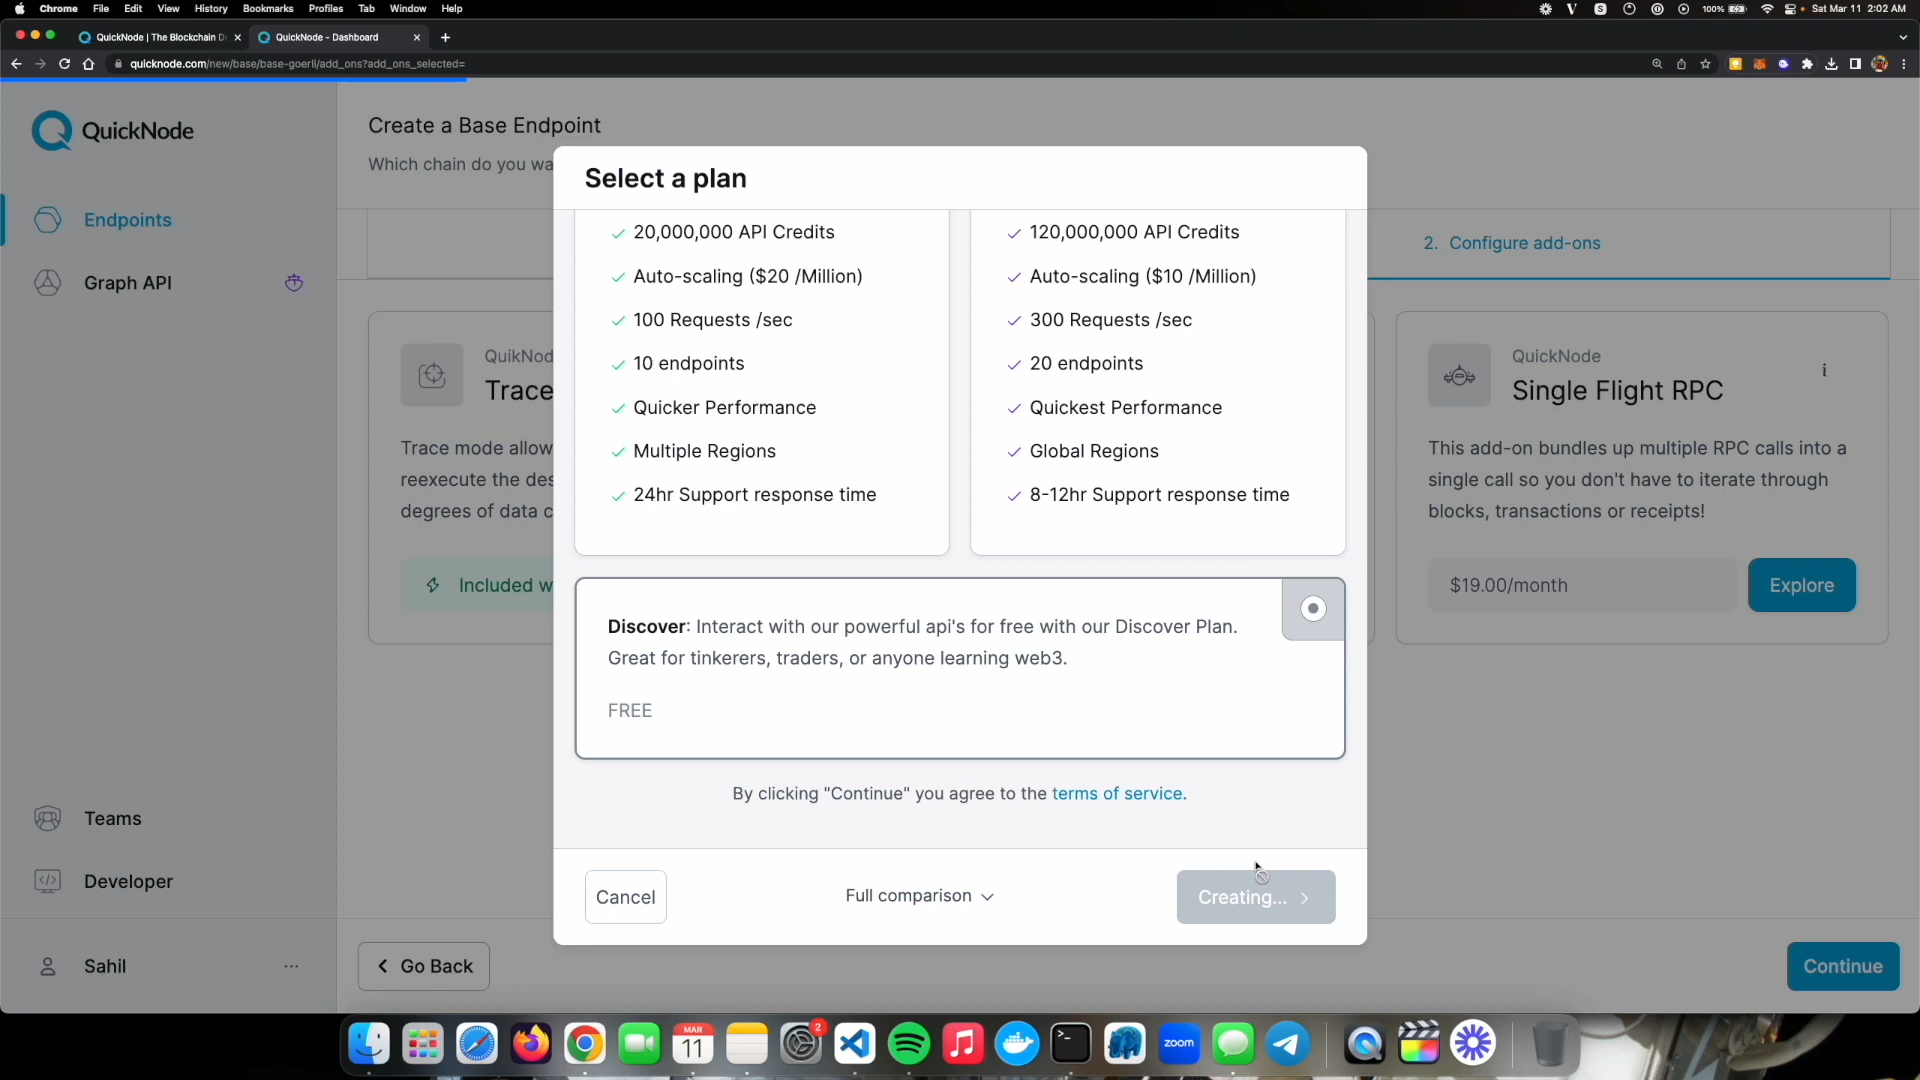 Chrome File Edit View History Bookmarks Profiles Tab Window Help
100% Sat Mar 11 2:02 AM
QuickNode | The Blockchain D
QuickNode - Dashboard
quicknode.com/new/base/base-goerli/add_ons?add_ons_selected=
QuickNode
Endpoints
Graph API
Teams
Developer
Sahil
Create a Base Endpoint
Which chain do you wa
2. Configure add-ons
QuikNod
Trace
Trace mode allow
reexecute the des
degrees of data c
Included w
QuickNode
Single Flight RPC
This add-on bundles up multiple RPC calls into a
single call so you don't have to iterate through
blocks, transactions or receipts!
$19.00/month
Explore
Select a plan
20,000,000 API Credits
Auto-scaling ($20 /Million)
100 Requests /sec
10 endpoints
Quicker Performance
Multiple Regions
24hr Support response time
120,000,000 API Credits
Auto-scaling ($10 /Million)
300 Requests /sec
20 endpoints
Quickest Performance
Global Regions
8-12hr Support response time
Discover: Interact with our powerful api's for free with our Discover Plan.
Great for tinkerers, traders, or anyone learning web3.
FREE
By clicking "Continue" you agree to the terms of service.
Cancel
Full comparison
Creating...
Go Back
Continue
MAR
11
2
zoom